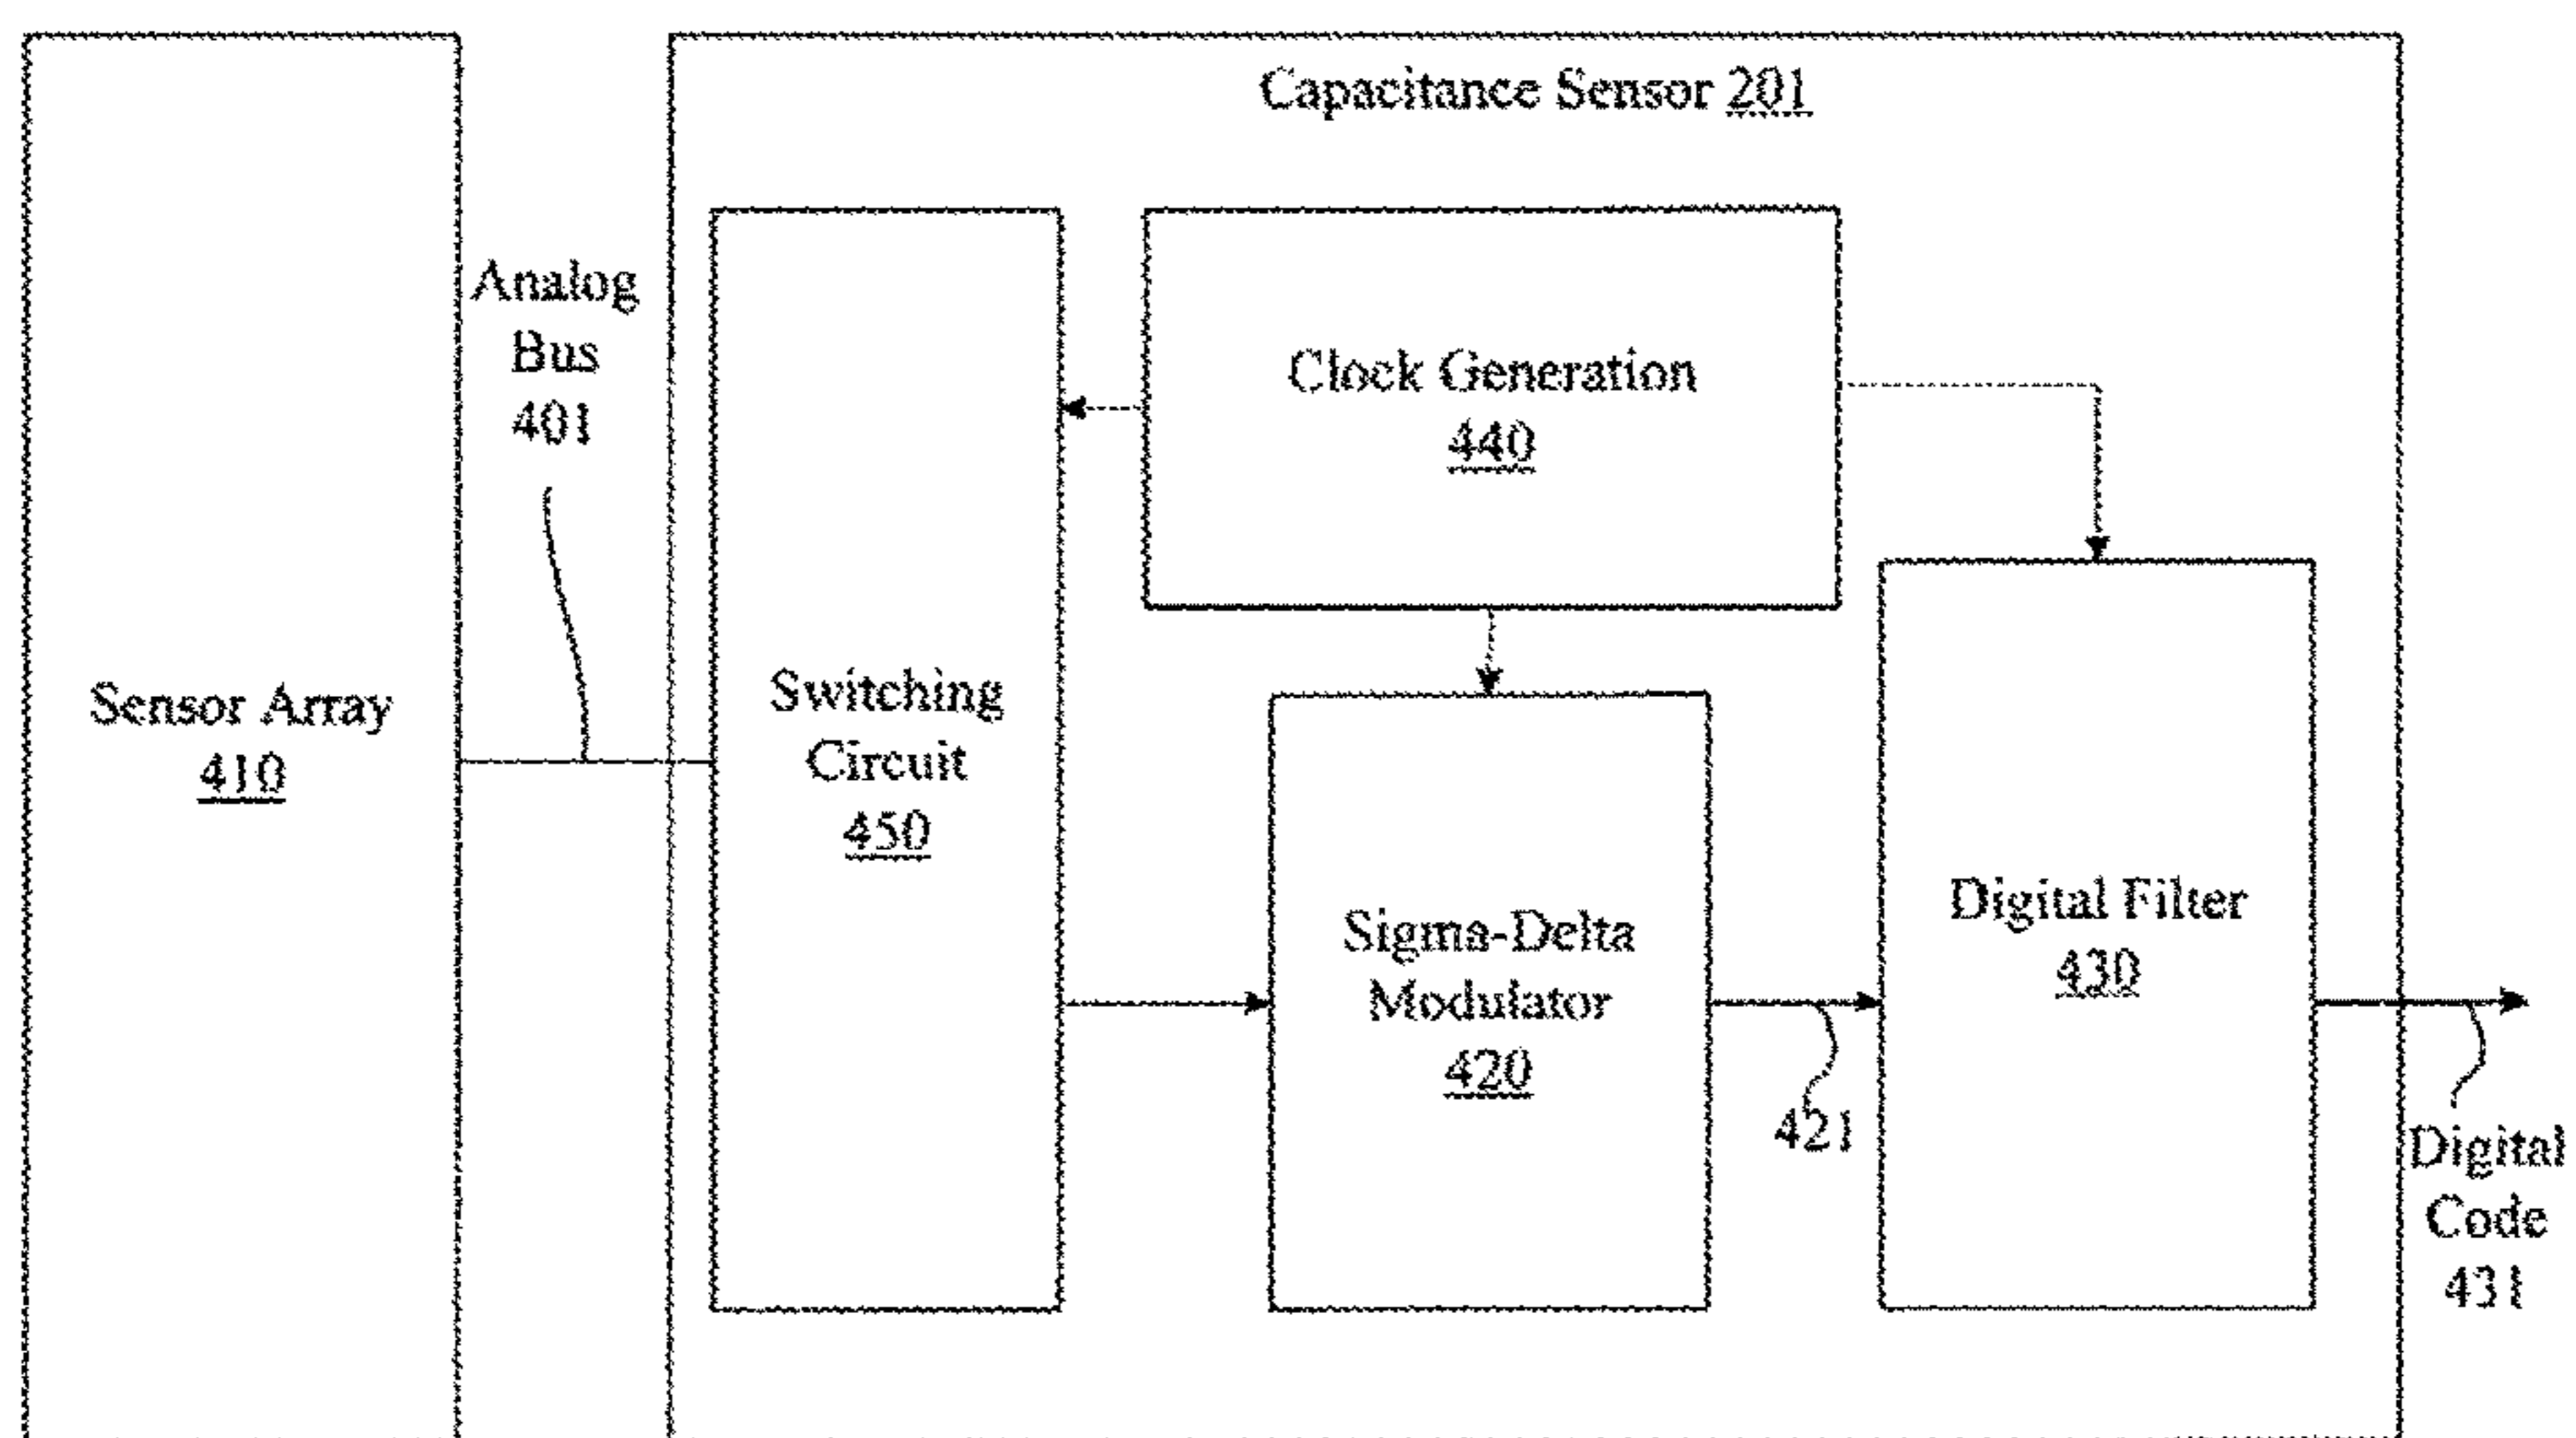 Capacitance Sensor 201
Analog
Bus
401
Clock Generation
440
Sensor Array
410
Switching
Circuit
450
Sigma-Delta
Modulator
420
421
Digital Filter
430
Digital
Code
431